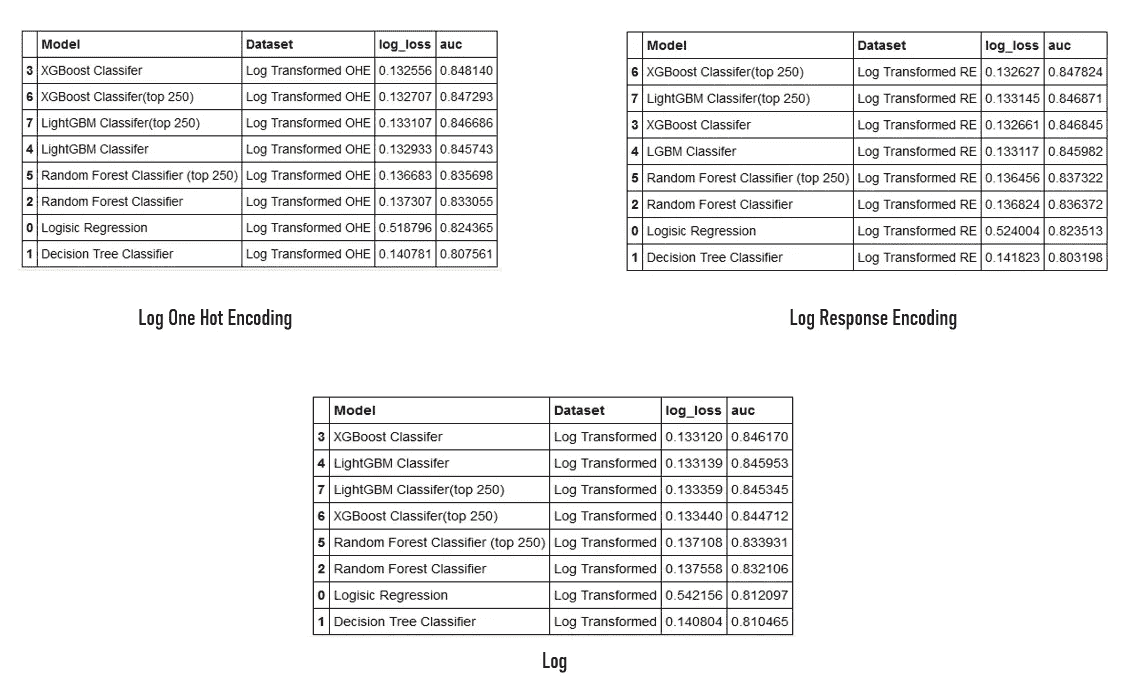 Model Dataset log_loss auc
3 XGBoost Classifer Log Transformed OHE 0.132556 0.848140
6 XGBoost Classifer(top 250) Log Transformed OHE 0.132707 0.847293
7 LightGBM Classifer(top 250) Log Transformed OHE 0.133107 0.846686
4 LightGBM Classifer Log Transformed OHE 0.132933 0.845743
5 Random Forest Classifier (top 250) Log Transformed OHE 0.136683 0.835698
2 Random Forest Classifier Log Transformed OHE 0.137307 0.833055
0 Logisic Regression Log Transformed OHE 0.518796 0.824365
1 Decision Tree Classifier Log Transformed OHE 0.140781 0.807561
Log One Hot Encoding
Model Dataset log_loss auc
6 XGBoost Classifer(top 250) Log Transformed RE 0.132627 0.847824
7 LightGBM Classifer(top 250) Log Transformed RE 0.133145 0.846871
3 XGBoost Classifer Log Transformed RE 0.132661 0.846845
4 LGBM Classifer Log Transformed RE 0.133117 0.845982
5 Random Forest Classifier (top 250) Log Transformed RE 0.136456 0.837322
2 Random Forest Classifier Log Transformed RE 0.136824 0.836372
0 Logisic Regression Log Transformed RE 0.524004 0.823513
1 Decision Tree Classifier Log Transformed RE 0.141823 0.803198
Log Response Encoding
Model Dataset log_loss auc
3 XGBoost Classifer Log Transformed 0.133120 0.846170
4 LightGBM Classifer Log Transformed 0.133139 0.845953
7 LightGBM Classifer(top 250) Log Transformed 0.133359 0.845345
6 XGBoost Classifer(top 250) Log Transformed 0.133440 0.844712
5 Random Forest Classifier (top 250) Log Transformed 0.137108 0.833931
2 Random Forest Classifier Log Transformed 0.137558 0.832106
0 Logisic Regression Log Transformed 0.542156 0.812097
1 Decision Tree Classifier Log Transformed 0.140804 0.810465
Log